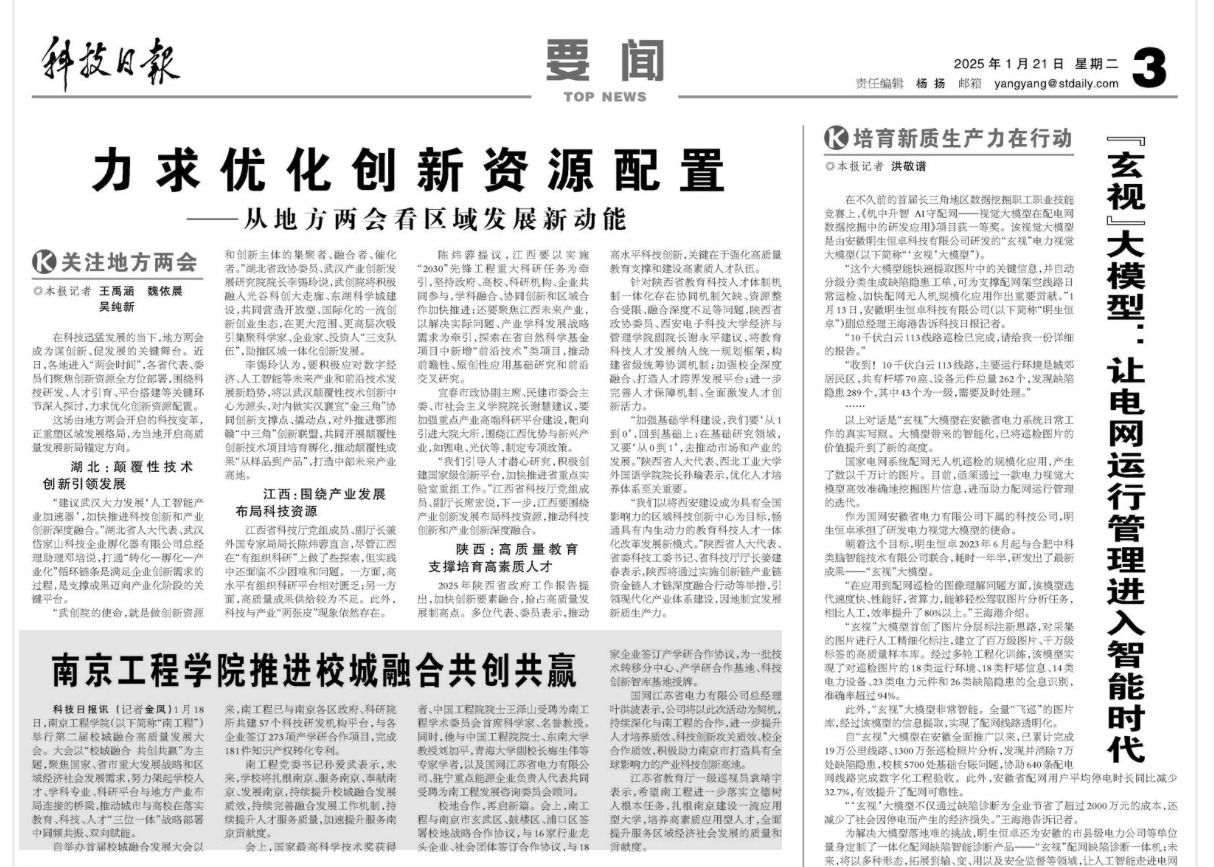 科技日報
要闻
TOP NEWS
2025年1月21日 星期二
责任编辑 杨扬 邮箱 yangyang@stdaily.com
3
力求优化创新资源配置
——从地方两会看区域发展新动能
关注地方两会
◎本报记者 王禹涵 魏依晨
吴纯新
在科技迅猛发展的当下,地方两会
成为谋创新、促发展的关键舞台。近
日,各地进入“两会时间”,各省代表、委
员们聚焦创新资源全方位部署,围绕科
技研发、人才引育、平台搭建等关键环
节深入探讨,力求优化创新资源配置。
这场由地方两会开启的科技变革,
正重塑区域发展格局,为当地开启高质
量发展新局锚定方向。
湖北:颠覆性技术
创新引领发展
“建议武汉大力发展‘人工智能产
业加速器’,加快推进科技创新和产业
创新深度融合。”湖北省人大代表、武汉
岱家山科技企业孵化器有限公司总经
理助理邓培说,打通“转化—孵化—产
业化”循环链条是满足企业创新需求的
过程,是支撑成果迈向产业化阶段的关
键平台。
“武创院的使命,就是做创新资源
和创新主体的集聚者、融合者、催化
者。”湖北省政协委员、武汉产业创新发
展研究院院长李锡玲说,武创院将积极
融入光谷科创大走廊、东湖科学城建
设,共同营造开放型、国际化的一流创
新创业生态,在更大范围、更高层次吸
引集聚科学家、企业家、投资人“三支队
伍”,助推区域一体化创新发展。
李锡玲认为,要积极应对数字经
济、人工智能等未来产业和前沿技术发
展新趋势,将以武汉颠覆性技术创新中
心为源头,对内做实汉襄宜“金三角”协
同创新支撑点、撬动点,对外推进鄂湘
赣“中三角”创新联盟,共同开展颠覆性
创新技术项目培育孵化,推动颠覆性成
果“从样品到产品”,打造中部未来产业
高地。
江西:围绕产业发展
布局科技资源
江西省科技厅党组成员、副厅长兼
外国专家局局长陈炜蓉直言,尽管江西
在“有组织科研”上做了些探索,但实践
中还面临不少困难和问题。一方面,高
水平有组织科研平台相对匮乏;另一方
面,高质量成果供给较为不足。此外,
科技与产业“两张皮”现象依然存在。
陈炜蓉提议,江西要以实施
“2030”先锋工程重大科研任务为牵
引,坚持政府、高校、科研机构、企业共
同参与,学科融合、协同创新和区域合
作加快推进;还要聚焦江西未来产业,
以解决实际问题、产业学科发展战略
需求为牵引,探索在省自然科学基金
项目中新增“前沿技术”类项目,推动
前瞻性、原创性应用基础研究和前沿
交叉研究。
宜春市政协副主席、民建市委会主
委、市社会主义学院院长谢慧建议,要
加强重点产业高端科研平台建设,靶向
引进大院大所,围绕江西优势与新兴产
业,如锂电、光伏等,制定专项政策。
“我们引导人才潜心研究,积极创
建国家级创新平台,加快推进省重点实
验室重组工作。”江西省科技厅党组成
员、副厅长席宏说,下一步,江西要围绕
产业创新发展布局科技资源,推动科技
创新和产业创新深度融合。
陕西:高质量教育
支撑培育高素质人才
2025年陕西省政府工作报告提
出,加快创新要素融合,抢占高质量发
展制高点。多位代表、委员表示,推动
高水平科技创新,关键在于强化高质量
教育支撑和建设高素质人才队伍。
针对陕西省教育科技人才体制机
制一体化存在协同机制欠缺、资源整
合受限、融合深度不足等问题,陕西省
政协委员、西安电子科技大学经济与
管理学院副院长谢永平建议,将教育
科技人才发展纳入统一规划框架,构
建省级统筹协调机制;加强校企深度
融合、打造人才跨界发展平台;进一步
完善人才保障机制、全面激发人才创
新活力。
“加强基础学科建设,我们要‘从1
到0’,回到基础上;在基础研究领域,
又要‘从0到1’,去推动市场和产业的
发展。”陕西省人大代表、西北工业大学
外国语学院院长孙瑜表示,优化人才培
养体系至关重要。
“我们以将西安建设成为具有全国
影响力的区域科技创新中心为目标,畅
通具有内生动力的教育科技人才一体
化改革发展新模式。”陕西省人大代表、
省委科技工委书记、省科技厅厅长姜建
春表示,陕西将通过实施创新链产业链
资金链人才链深度融合行动等举措,引
领现代化产业体系建设,因地制宜发展
新质生产力。
南京工程学院推进校城融合共创共赢
科技日报讯 (记者金凤)1月18
日,南京工程学院(以下简称“南工程”)
举行第二届校城融合高质量发展大
会。大会以“校城融合 共创共赢”为主
题,聚焦国家、省市重大发展战略和区
域经济社会发展需求,努力架起学校人
才、学科专业、科研平台与地方产业布
局连接的桥梁,推动城市与高校在落实
教育、科技、人才“三位一体”战略部署
中同频共振、双向赋能。
自举办首届校城融合发展大会以
来,南工程已与南京各区政府、科研院
所共建57个科技研发机构平台,与各
企业签订273项产学研合作项目,完成
181件知识产权转化专利。
南工程党委书记孙爱武表示,未
来,学校将扎根南京、服务南京、奉献南
京、发展南京,持续提升校城融合发展
质效,持续完善融合发展工作机制,持
续提升人才服务质量,加速提升服务南
京贡献度。
会上,国家最高科学技术奖获得
者、中国工程院院士王泽山受聘为南工
程学术委员会首席科学家、名誉教授。
同时,他与中国工程院院士、东南大学
教授刘加平,青海大学副校长梅生伟等
专家学者,以及国网江苏省电力有限公
司、驻宁重点能源企业负责人代表共同
受聘为南工程发展咨询委员会顾问。
校地合作,再启新篇。会上,南工
程与南京市玄武区、鼓楼区、浦口区签
署校地战略合作协议,与16家行业龙
头企业、社会团体签订合作协议,与18
家企业签订产学研合作协议,为一批技
术转移分中心、产学研合作基地、科技
创新智库基地授牌。
国网江苏省电力有限公司总经理
叶洪波表示,公司将以此次活动为契机,
持续深化与南工程的合作,进一步提升
人才培养质效、科技创新攻关质效、校企
合作质效,积极助力南京市打造具有全
球影响力的产业科技创新高地。
江苏省教育厅一级巡视员袁靖宇
表示,希望南工程进一步落实立德树
人根本任务,扎根南京建设一流应用
型大学,培养高素质应用型人才,全面
提升服务区域经济社会发展的质量和
贡献度。
培育新质生产力在行动
◎本报记者 洪敬谱
『玄视』大模型:让电网运行管理进入智能时代
在不久前的首届长三角地区数据挖掘职工职业技能
竞赛上,《机中升智 AI守配网——视觉大模型在配电网
数据挖掘中的研发应用》项目获一等奖。该视觉大模型
是由安徽明生恒卓科技有限公司研发的“玄视”电力视觉
大模型(以下简称“‘玄视’大模型”)。
“这个大模型能快速提取图片中的关键信息,并自动
分级分类生成缺陷隐患工单,可为支撑配网架空线路日
常巡检、加快配网无人机规模化应用作出重要贡献。”1
月13日,安徽明生恒卓科技有限公司(以下简称“明生恒
卓”)副总经理王海港告诉科技日报记者。
“10千伏白云113线路巡检已完成,请给我一份详细
的报告。”
“收到!10千伏白云113线路,主要运行环境是城郊
居民区,共有杆塔70座、设备元件总量262个,发现缺陷
隐患289个,其中43个为一级,需要及时处理。”
……
以上对话是“玄视”大模型在安徽省电力系统日常工
作的真实写照。大模型带来的智能化,已将巡检图片的
价值提升到了新的高度。
国家电网系统配网无人机巡检的规模化应用,产生
了数以千万计的图片。目前,亟须通过一款电力视觉大
模型高效准确地挖掘图片信息,进而助力配网运行管理
的迭代。
作为国网安徽省电力有限公司下属的科技公司,明
生恒卓承担了研发电力视觉大模型的使命。
朝着这个目标,明生恒卓2023年6月起与合肥中科
类脑智能技术有限公司联合,耗时一年半,研发出了最新
成果——“玄视”大模型。
“在应用到配网巡检的图像理解问题方面,该模型迭
代速度快、性能好,省算力,能够轻松驾驭图片分析任务,
相比人工,效率提升了80%以上。”王海港介绍。
“玄视”大模型首创了图片分层标注新思路,对采集
的图片进行人工精细化标注,建立了百万级图片、千万级
标签的高质量样本库。经过多轮工程化训练,该模型实
现了对巡检图片的18类运行环境、18类杆塔信息、14类
电力设备、23类电力元件和26类缺陷隐患的全息识别,
准确率超过94%。
此外,“玄视”大模型非常智能。全量“飞巡”的图片
库,经过该模型的信息提取,实现了配网线路透明化。
自“玄视”大模型在安徽全面推广以来,已累计完成
19万公里线路、1300万张巡检照片分析,发现并消除7万
处缺陷隐患,校核5700处基础台账问题,协助640条配电
网线路完成数字化工程验收。此外,安徽省配网用户平均停电时长同比减少
32.7%,有效提升了配网可靠性。
“‘玄视’大模型不仅通过缺陷诊断为企业节省了超过2000万元的成本,还
减少了社会因停电而产生的经济损失。”王海港告诉记者。
为解决大模型落地难的挑战,明生恒卓还为安徽的市县级电力公司等单位
量身定制了一体化配网缺陷智能诊断产品——“玄视”配网缺陷诊断一体机;未
来,将以多种形态,拓展到输、变、用以及安全监督等领域,让人工智能走进电网